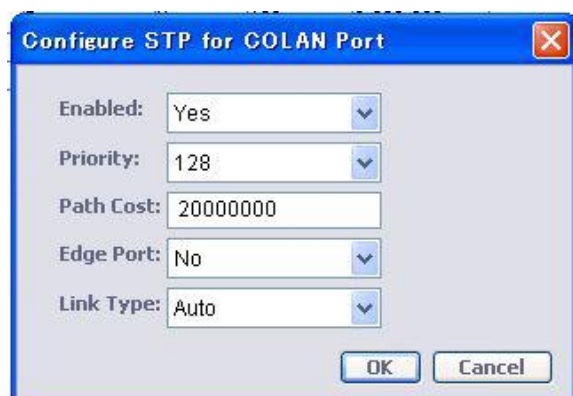 Configure STP for COLAN Port
Enabled: Yes
Priority: 128
Path Cost: 20000000
Edge Port: No
Link Type: Auto
OK Cancel